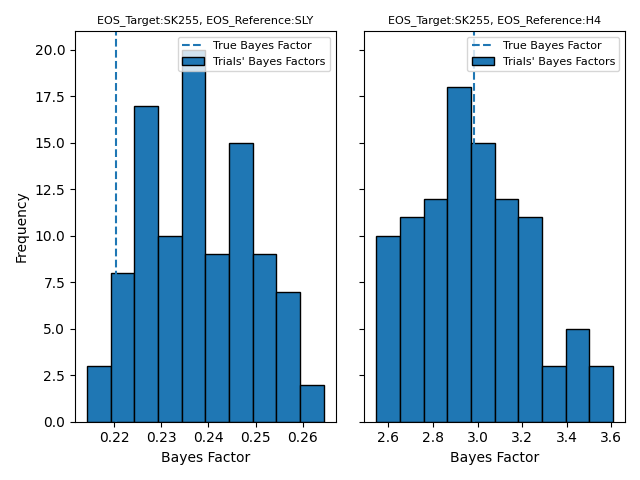 EOS_Target:SK255, EOS_Reference:SLY
EOS_Target:SK255, EOS_Reference:H4
True Bayes Factor
Trials' Bayes Factors
True Bayes Factor
Trials' Bayes Factors
Frequency
20.0
17.5
15.0
12.5
10.0
7.5
5.0
2.5
0.0
0.22 0.23 0.24 0.25 0.26
2.6 2.8 3.0 3.2 3.4 3.6
Bayes Factor
Bayes Factor